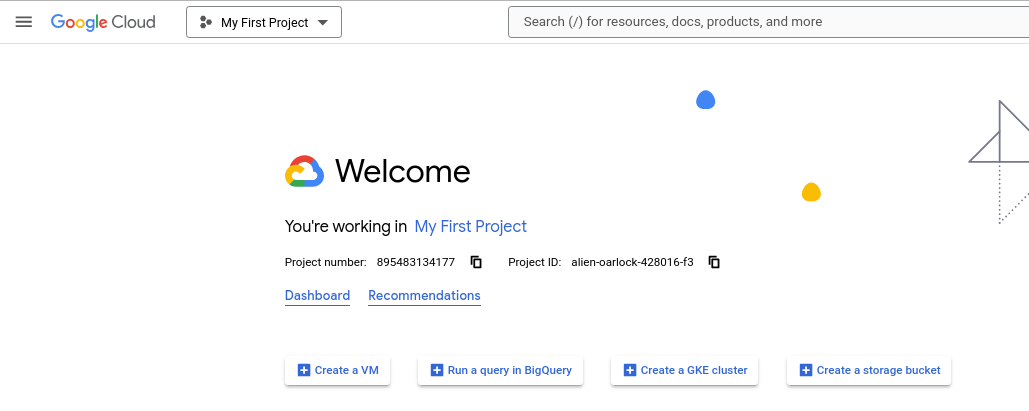 Google Cloud My First Project Search (/) for resources, docs, products, and more
Welcome
You're working in My First Project
Project number: 895483134177 Project ID: alien-oarlock-428016-f3
Dashboard Recommendations
Create a VM Run a query in BigQuery Create a GKE cluster Create a storage bucket